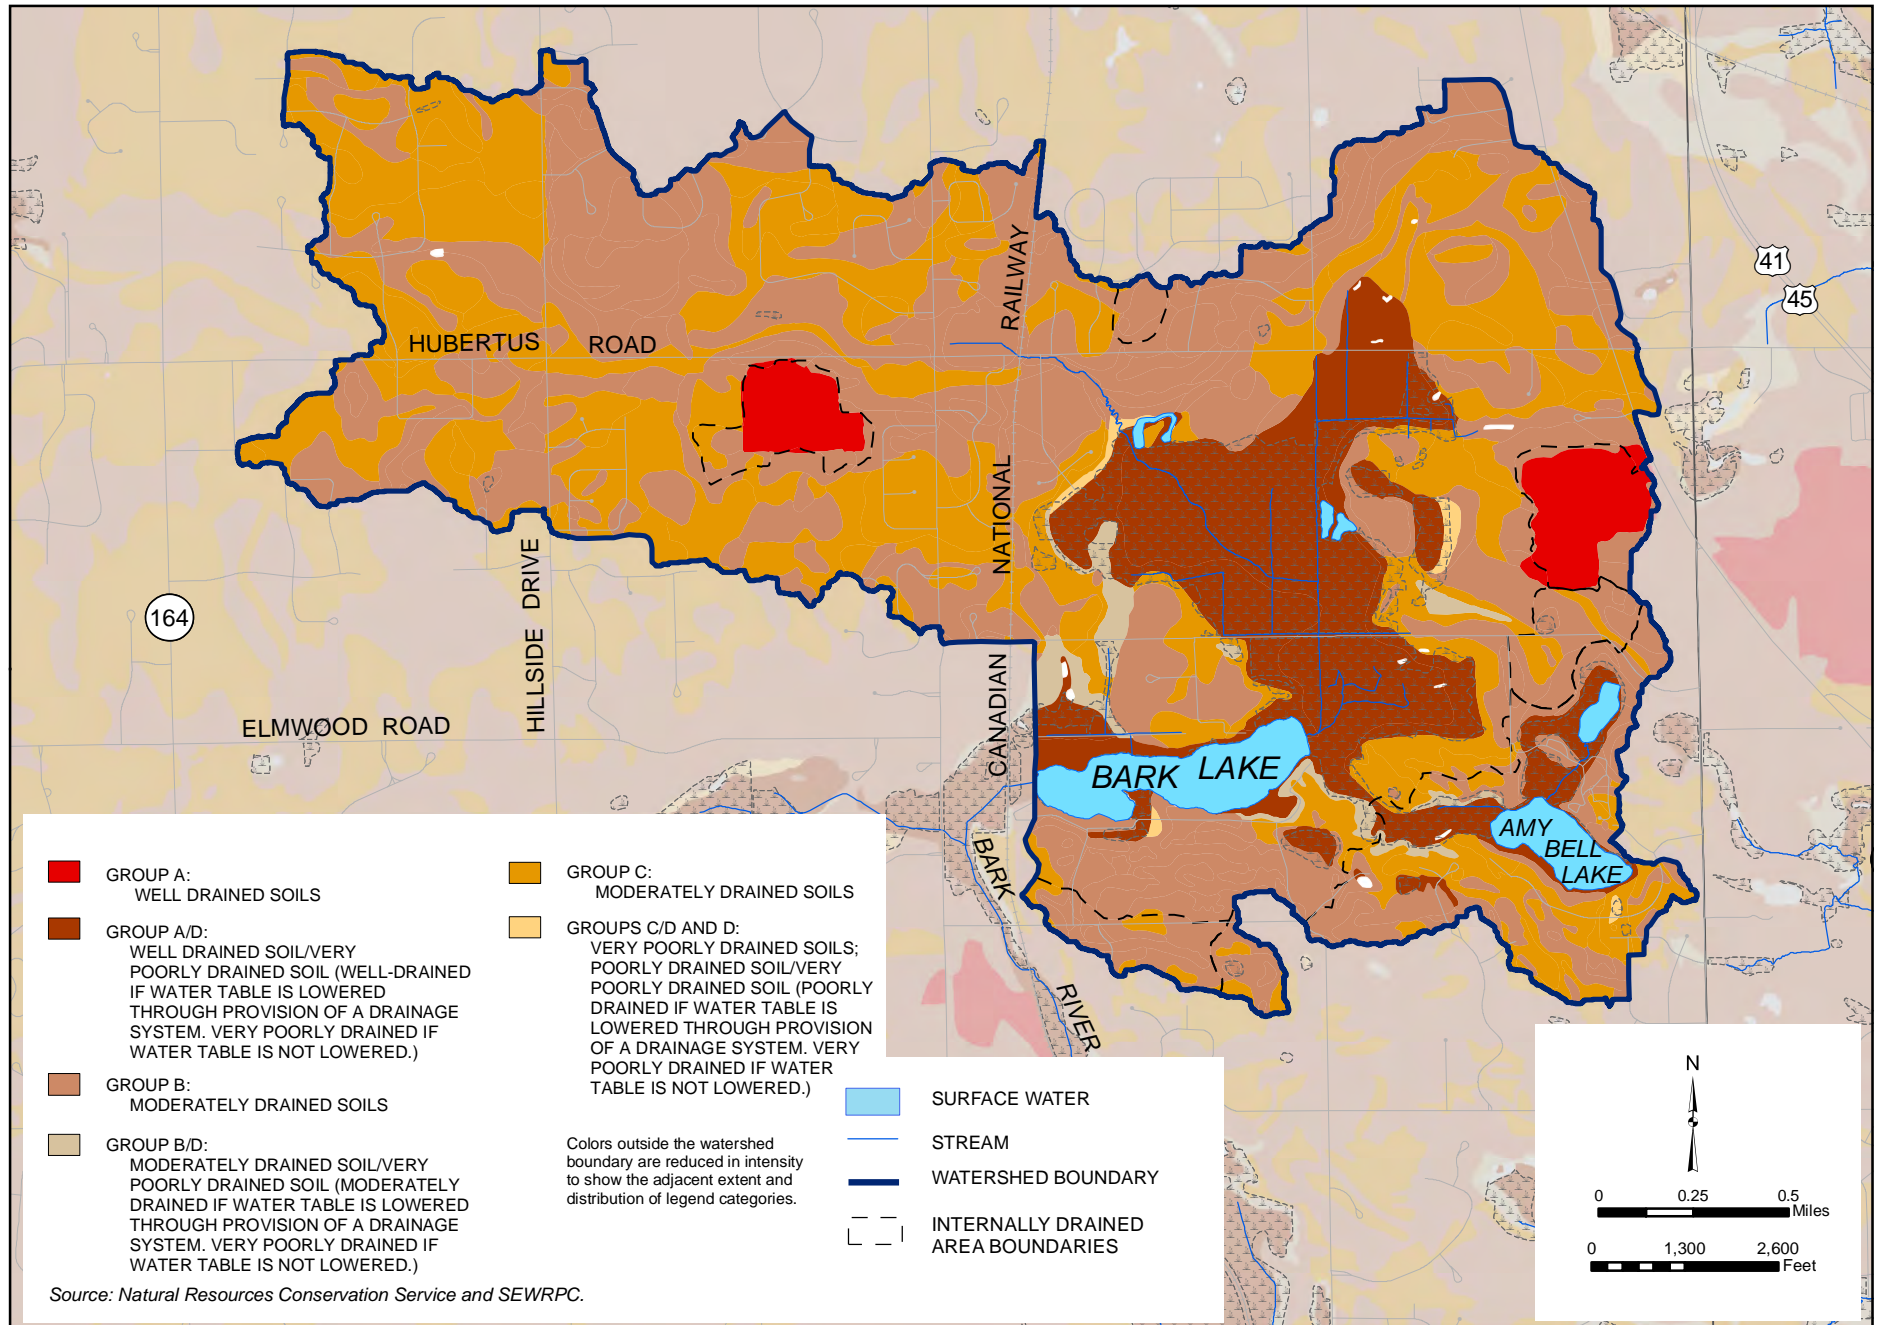 41
45
RAILWAY
HUBERTUS ROAD
NATIONAL
HILLSIDE DRIVE
164
CANADIAN
ELMWOOD ROAD
BARK LAKE
AMY
BELL
LAKE
BARK
RIVER
GROUP A:
WELL DRAINED SOILS
GROUP A/D:
WELL DRAINED SOIL/VERY
POORLY DRAINED SOIL (WELL-DRAINED
IF WATER TABLE IS LOWERED
THROUGH PROVISION OF A DRAINAGE
SYSTEM. VERY POORLY DRAINED IF
WATER TABLE IS NOT LOWERED.)
GROUP B:
MODERATELY DRAINED SOILS
GROUP B/D:
MODERATELY DRAINED SOIL/VERY
POORLY DRAINED SOIL (MODERATELY
DRAINED IF WATER TABLE IS LOWERED
THROUGH PROVISION OF A DRAINAGE
SYSTEM. VERY POORLY DRAINED IF
WATER TABLE IS NOT LOWERED.)
GROUP C:
MODERATELY DRAINED SOILS
GROUPS C/D AND D:
VERY POORLY DRAINED SOILS;
POORLY DRAINED SOIL/VERY
POORLY DRAINED SOIL (POORLY
DRAINED IF WATER TABLE IS
LOWERED THROUGH PROVISION
OF A DRAINAGE SYSTEM. VERY
POORLY DRAINED IF WATER
TABLE IS NOT LOWERED.)
Colors outside the watershed
boundary are reduced in intensity
to show the adjacent extent and
distribution of legend categories.
SURFACE WATER
STREAM
WATERSHED BOUNDARY
INTERNALLY DRAINED
AREA BOUNDARIES
Source: Natural Resources Conservation Service and SEWRPC.
N
0 0.25 0.5
Miles
0 1,300 2,600
Feet